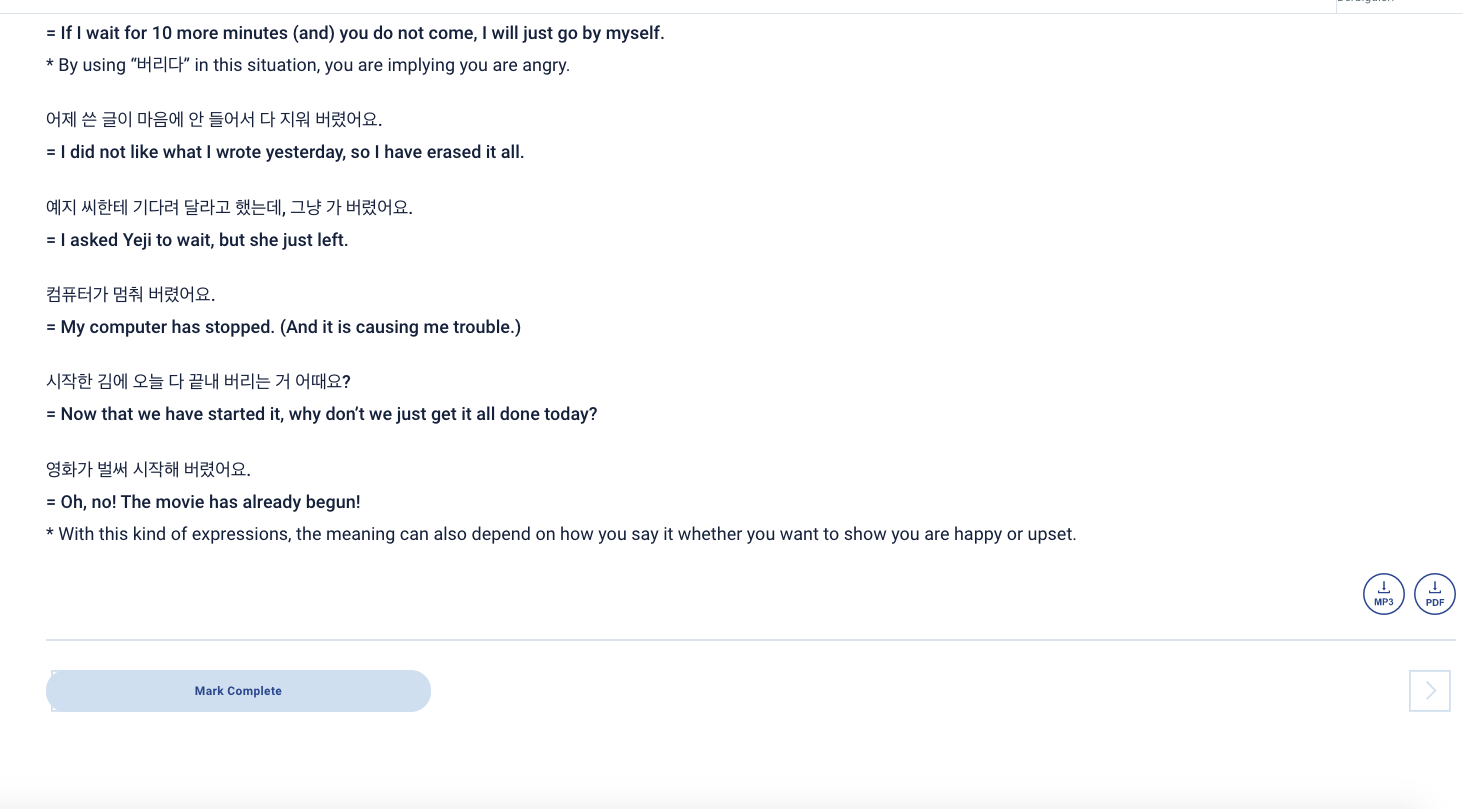 = If I wait for 10 more minutes (and) you do not come, I will just go by myself.
* By using “버리다” in this situation, you are implying you are angry.
어제 쓴 글이 마음에 안 들어서 다 지워 버렸어요.
= I did not like what I wrote yesterday, so I have erased it all.
예지 씨한테 기다려 달라고 했는데, 그냥 가 버렸어요.
= I asked Yeji to wait, but she just left.
컴퓨터가 멈춰 버렸어요.
= My computer has stopped. (And it is causing me trouble.)
시작한 김에 오늘 다 끝내 버리는 거 어때요?
= Now that we have started it, why don’t we just get it all done today?
영화가 벌써 시작해 버렸어요.
= Oh, no! The movie has already begun!
* With this kind of expressions, the meaning can also depend on how you say it whether you want to show you are happy or upset.
MP3 PDF
Mark Complete